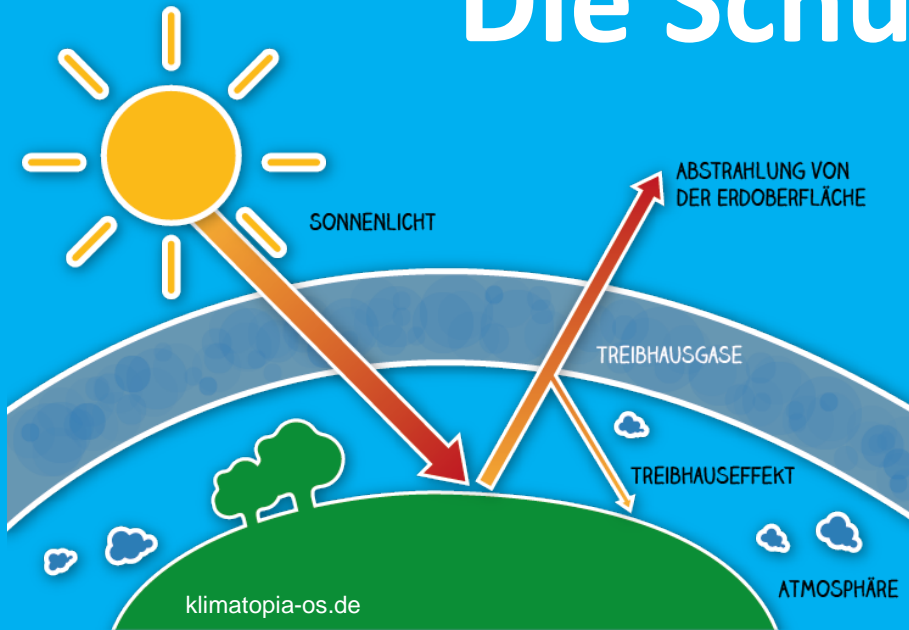 Die Schu
SONNENLICHT
ABSTRAHLUNG VON
DER ERDOBERFLÄCHE
TREIBHAUSGASE
TREIBHAUSEFFEKT
ATMOSPHÄRE
klimatopia-os.de